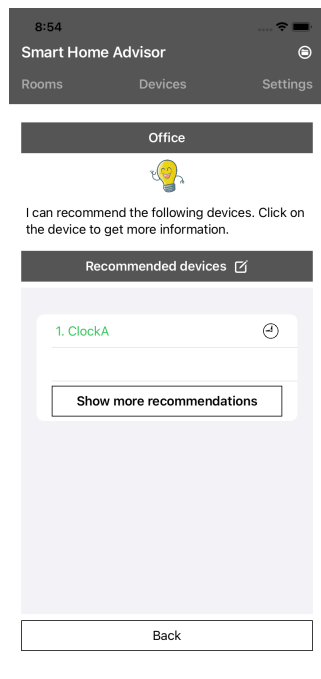 8:54
Smart Home Advisor
Rooms Devices Settings
Office
I can recommend the following devices. Click on
the device to get more information.
Recommended devices
1. ClockA
Show more recommendations
Back